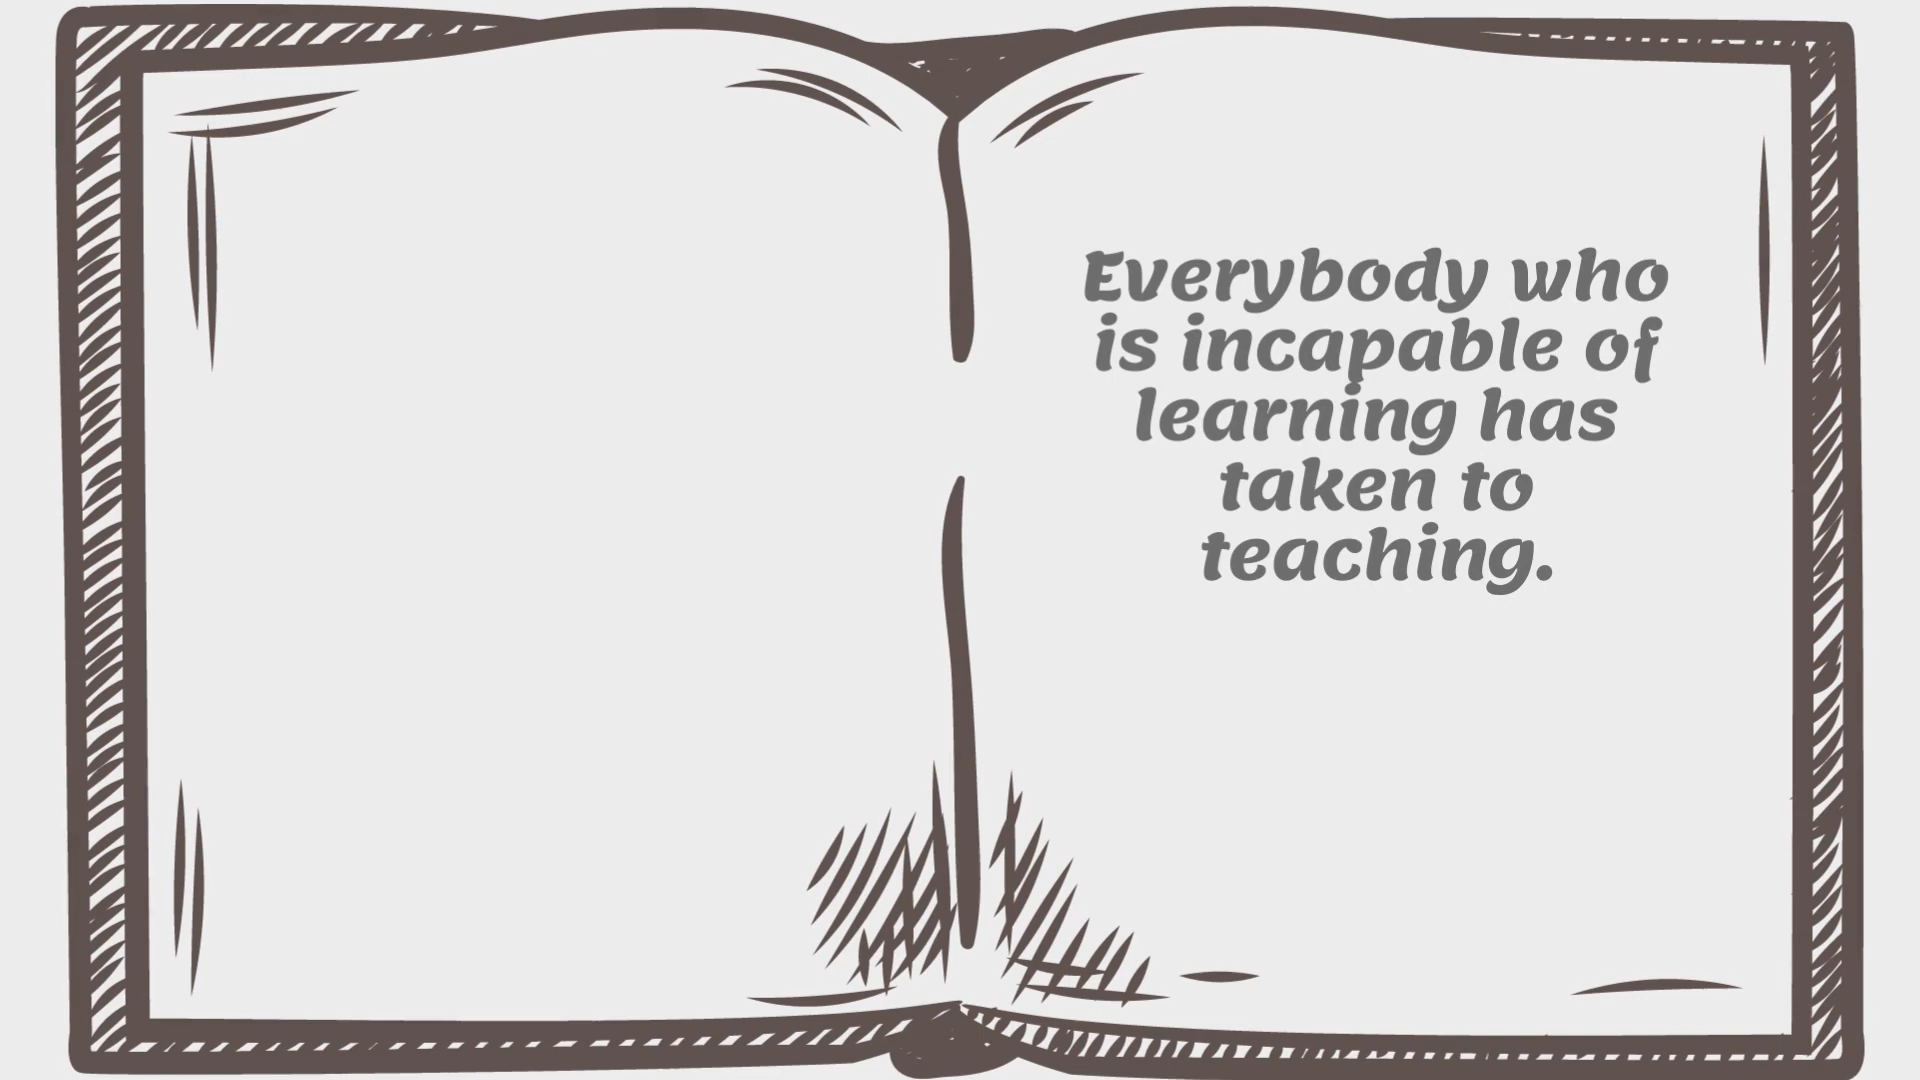 Everybody who
is incapable of
learning has
taken to
teaching.